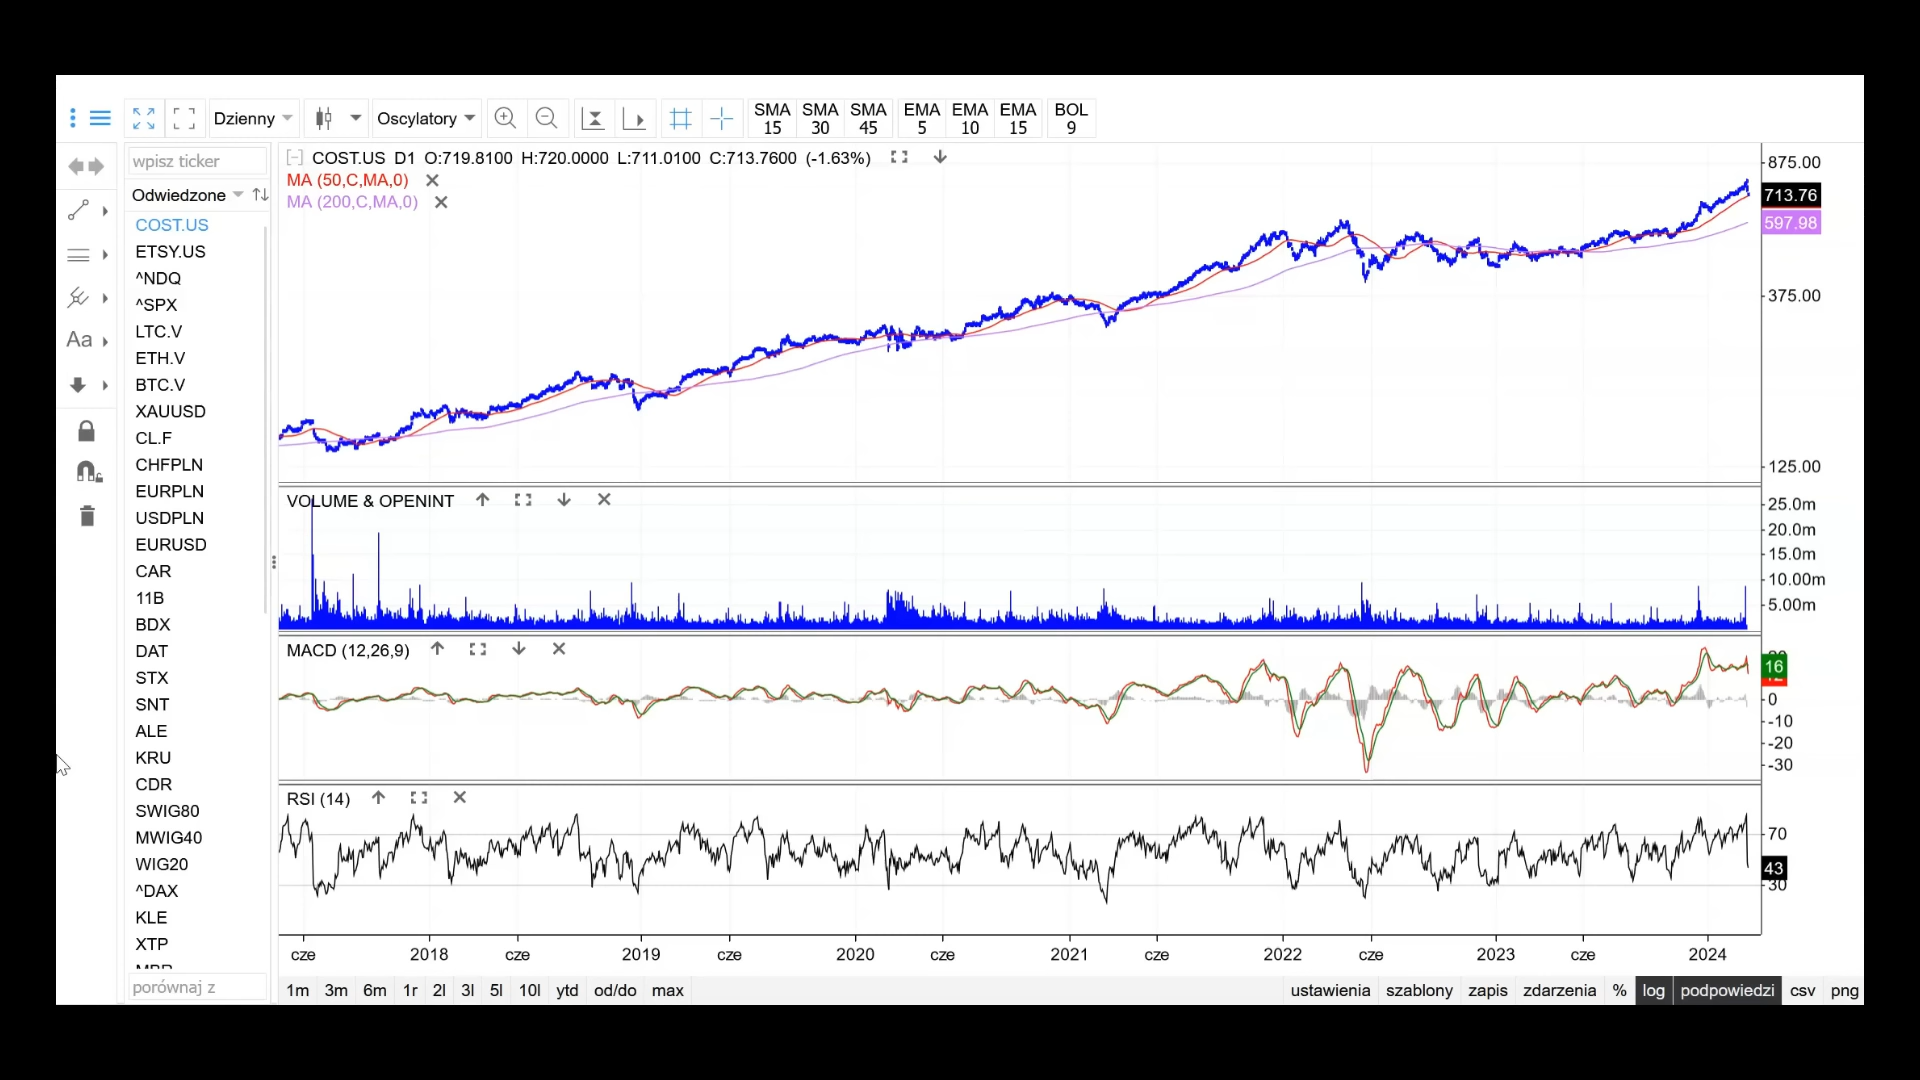 Dzienny
Oscylatory
SMA 15
SMA 30
SMA 45
EMA 5
EMA 10
EMA 15
BOL 9
wpisz ticker
Odwiedzone
COST.US
ETSY.US
^NDQ
^SPX
LTC.V
ETH.V
BTC.V
XAUUSD
CL.F
CHFPLN
EURPLN
USDPLN
EURUSD
CAR
11B
BDX
DAT
STX
SNT
ALE
KRU
CDR
SWIG80
MWIG40
WIG20
^DAX
KLE
XTP
porównaj z
Aa
COST.US D1 O:719.8100 H:720.0000 L:711.0100 C:713.7600 (-1.63%)
MA (50,C,MA,0)
MA (200,C,MA,0)
875.00
713.76
597.98
375.00
125.00
VOLUME & OPENINT
25.0m
20.0m
15.0m
10.00m
5.00m
MACD (12,26,9)
16
0
-10
-20
-30
RSI (14)
70
43
30
cze 2018 cze 2019 cze 2020 cze 2021 cze 2022 cze 2023 cze 2024
1m 3m 6m 1r 2l 3l 5l 10l ytd od/do max
ustawienia szablony zapis zdarzenia % log podpowiedzi csv png